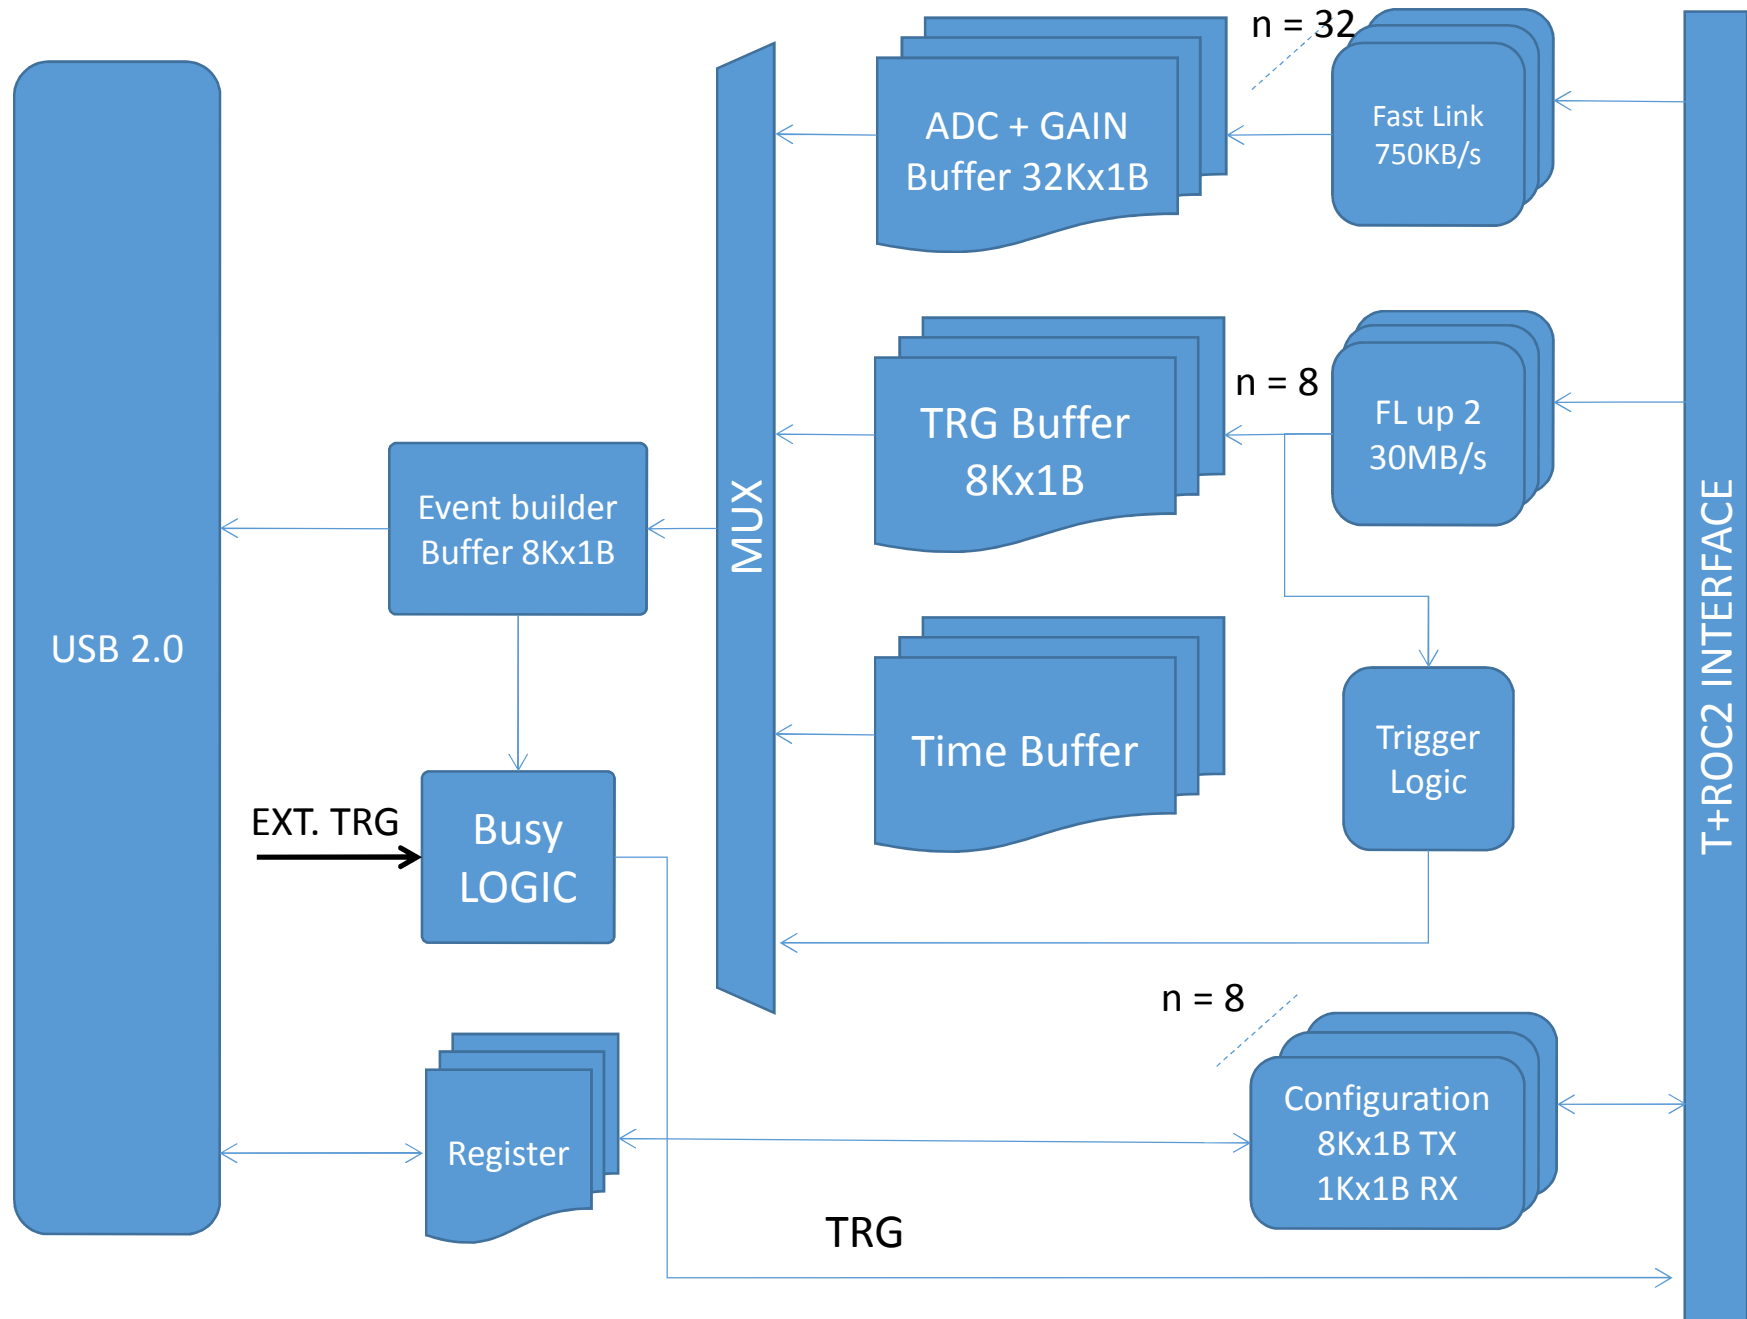 n = 32
ADC + GAIN
Buffer 32Kx1B
Fast Link
750KB/s
n = 8
TRG Buffer
8Kx1B
FL up 2
30MB/s
Event builder
Buffer 8Kx1B
MUX
USB 2.0
T+ROC2 INTERFACE
Time Buffer
Trigger
Logic
EXT. TRG
Busy
LOGIC
n = 8
Register
Configuration
8Kx1B TX
1Kx1B RX
TRG